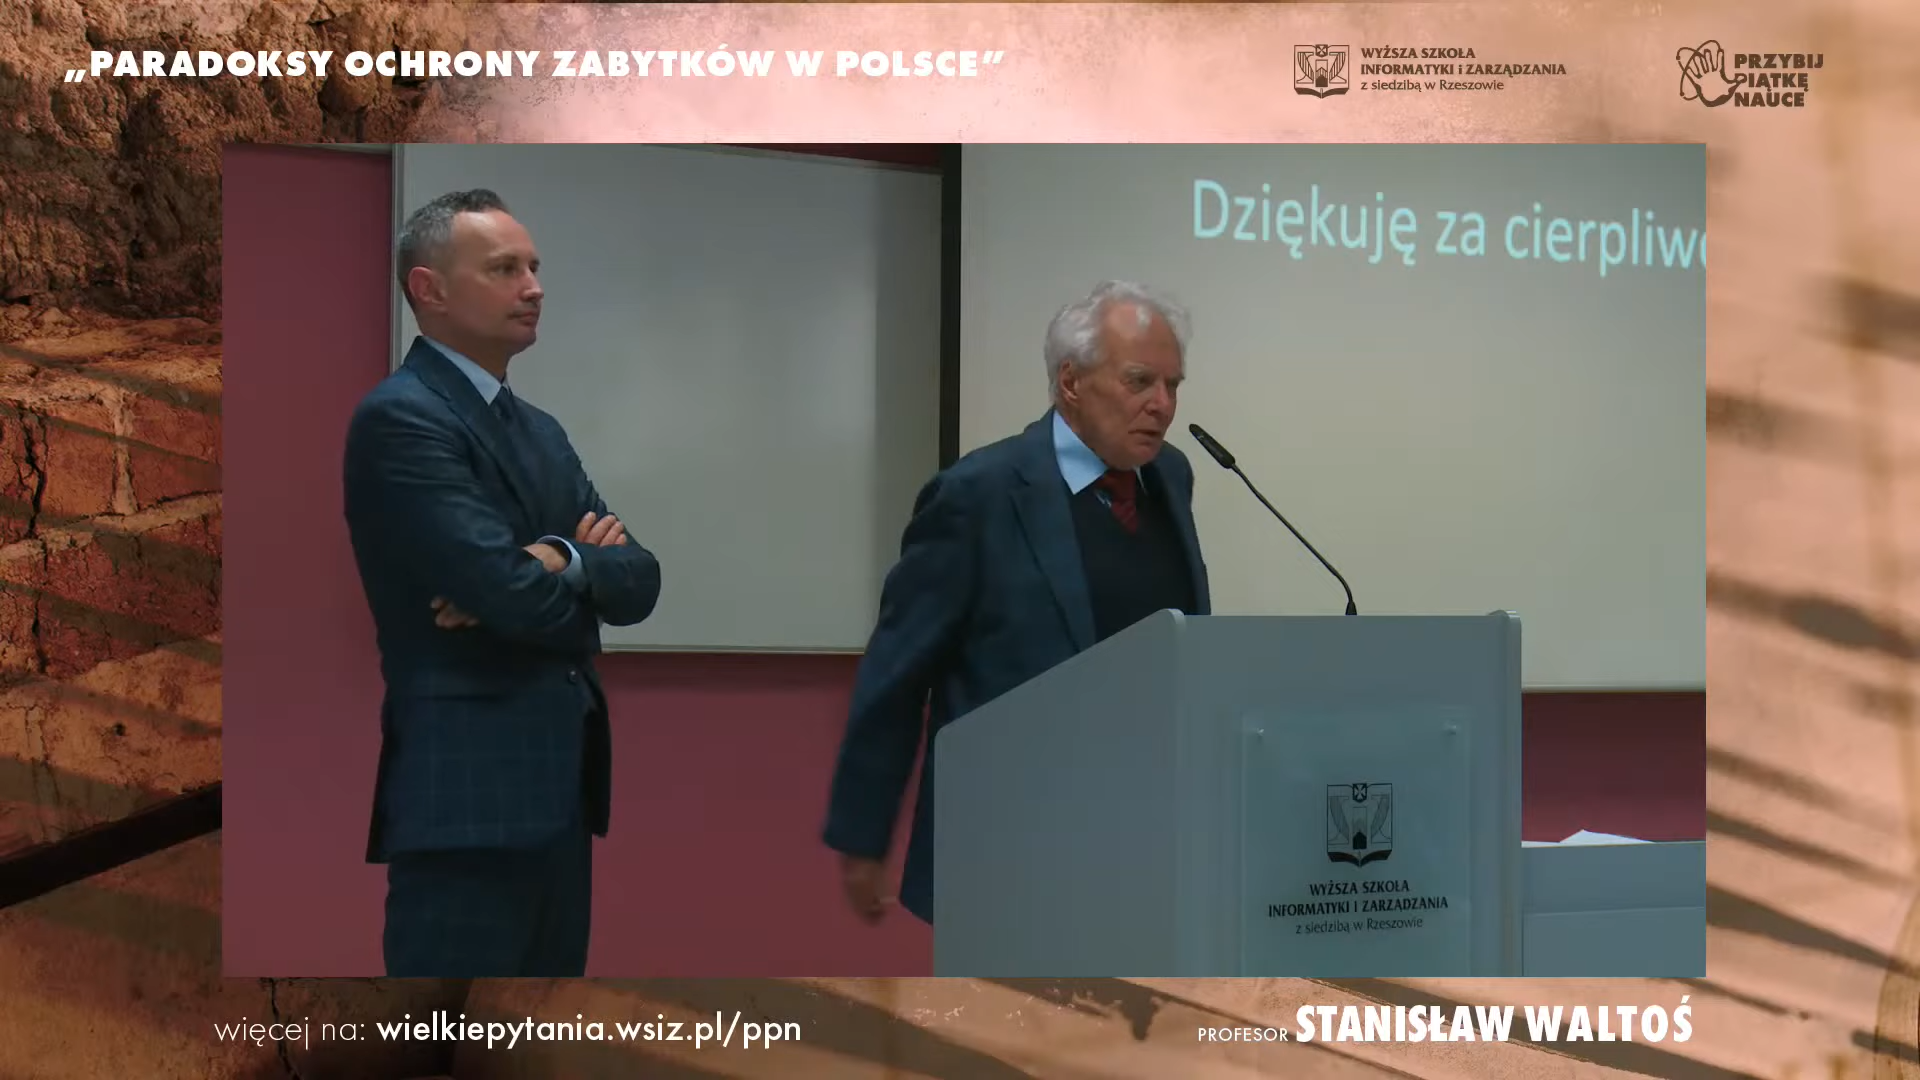 „PARADOKSY OCHRONY ZABYTKÓW W POLSCE”
WYŻSZA SZKOŁA
INFORMATYKI i ZARZĄDZANIA
z siedzibą w Rzeszowie
PRZYBIJ
PIĄTKĘ
NAUCE
Dziękuję za cierpliwo
WYŻSZA SZKOŁA
INFORMATYKI I ZARZĄDZANIA
z siedzibą w Rzeszowie
więcej na: wielkiepytania.wsiz.pl/ppn
PROFESOR STANISŁAW WALTOŚ